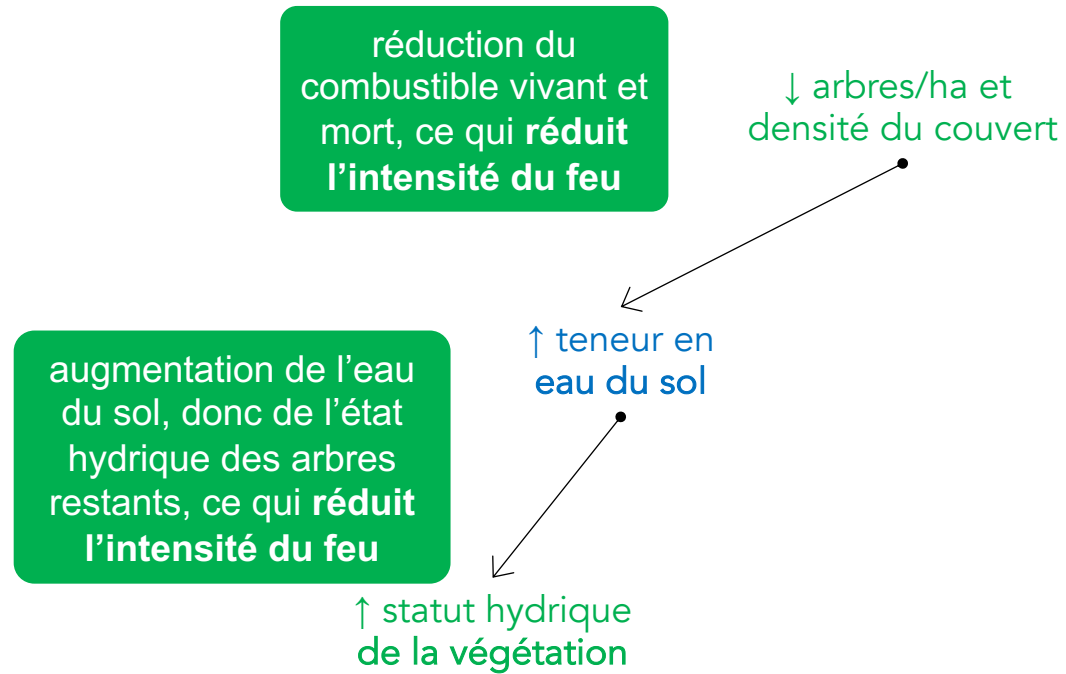 réduction du
combustible vivant et
mort, ce qui réduit
l’intensité du feu
↓ arbres/ha et
densité du couvert
↑ teneur en
eau du sol
augmentation de l’eau
du sol, donc de l’état
hydrique des arbres
restants, ce qui réduit
l’intensité du feu
↑ statut hydrique
de la végétation